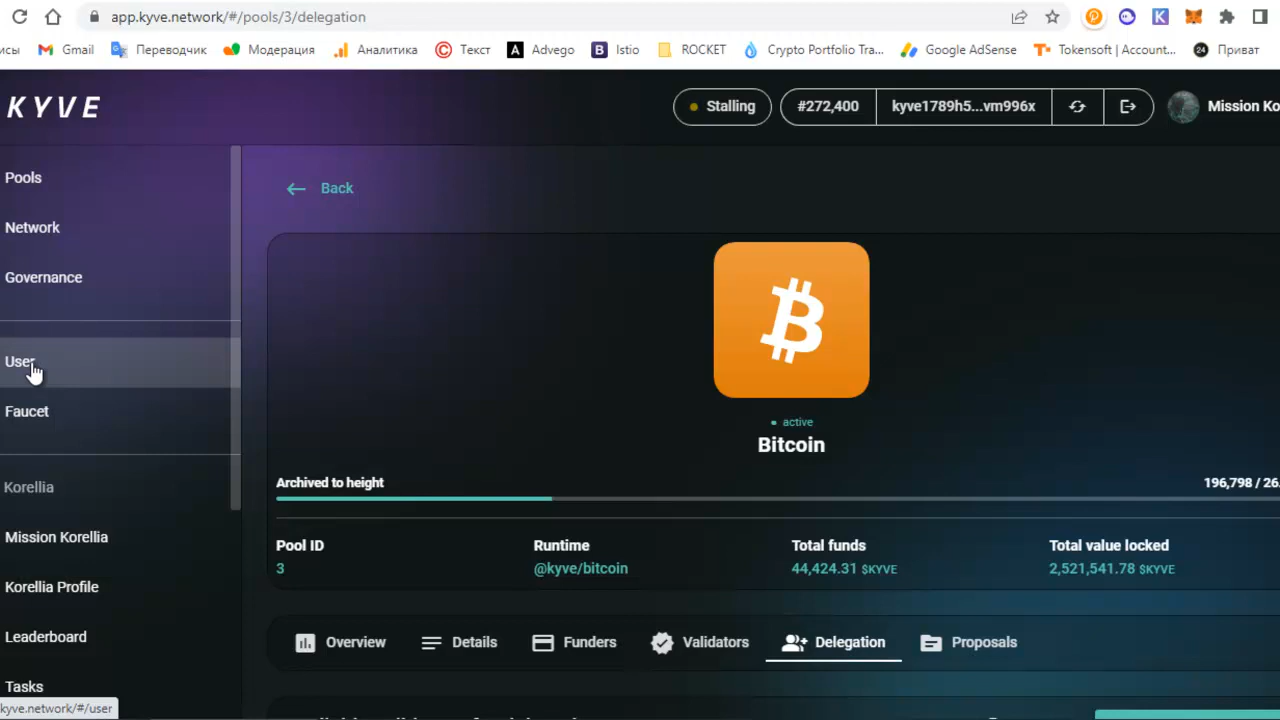 app.kyve.network/#/pools/3/delegation
исы Gmail Переводчик Модерация Аналитика Текст Advego Istio ROCKET Crypto Portfolio Tra... Google AdSense Tokensoft | Account... Приват
KYVE
Stalling #272,400 kyve1789h5...vm996x Mission Ko
Pools
Network
Governance
User
Faucet
Korellia
Mission Korellia
Korellia Profile
Leaderboard
Tasks
kyve.network/#/user
Back
active
Bitcoin
Archived to height 196,798 / 26
Pool ID Runtime Total funds Total value locked
3 @kyve/bitcoin 44,424.31 $KYVE 2,521,541.78 $KYVE
Overview Details Funders Validators Delegation Proposals